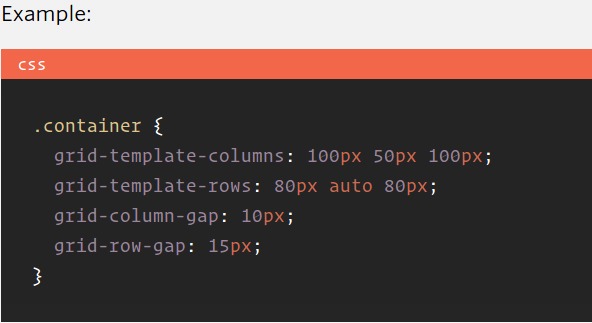 Example:
css
.container {
  grid-template-columns: 100px 50px 100px;
  grid-template-rows: 80px auto 80px;
  grid-column-gap: 10px;
  grid-row-gap: 15px;
}